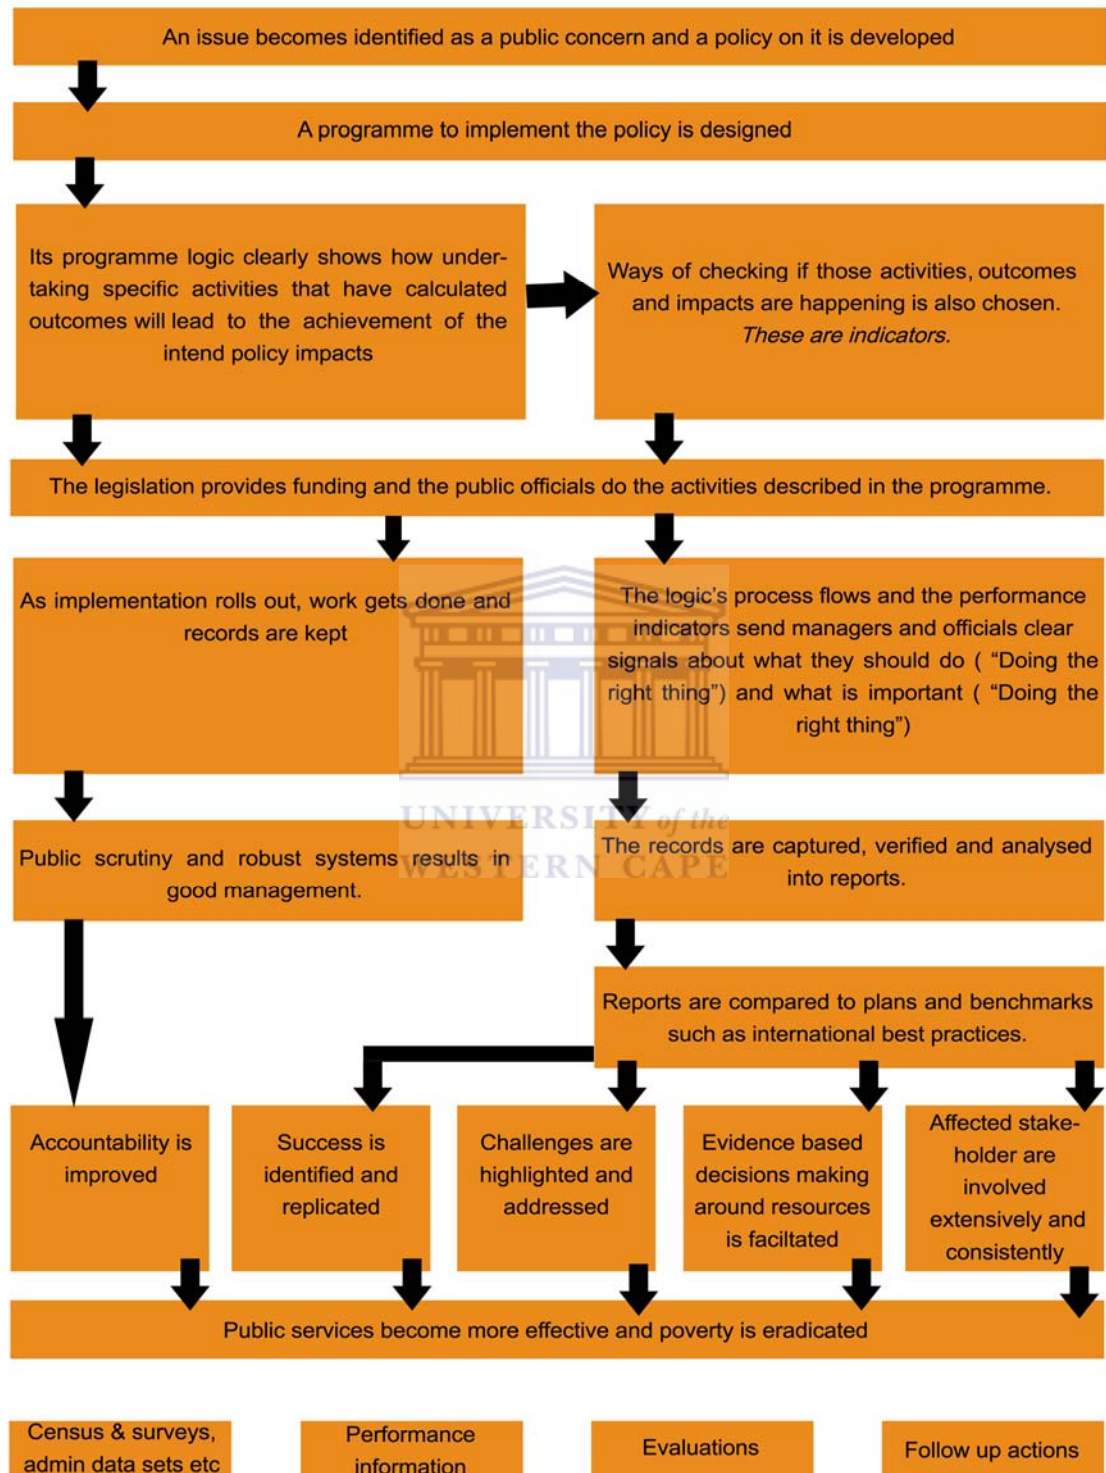 An issue becomes identified as a public concern and a policy on it is developed
A programme to implement the policy is designed
Its programme logic clearly shows how under-
taking specific activities that have calculated
outcomes will lead to the achievement of the
intend policy impacts
Ways of checking if those activities, outcomes
and impacts are happening is also chosen.
These are indicators.
The legislation provides funding and the public officials do the activities described in the programme.
As implementation rolls out, work gets done and
records are kept
The logic's process flows and the performance
indicators send managers and officials clear
signals about what they should do ( “Doing the
right thing”) and what is important ( “Doing the
right thing”)
UNIVERSITY of the
WESTERN CAPE
Public scrutiny and robust systems results in
good management.
The records are captured, verified and analysed
into reports.
Reports are compared to plans and benchmarks
such as international best practices.
Accountability is
improved
Success is
identified and
replicated
Challenges are
highlighted and
addressed
Evidence based
decisions making
around resources
is faciltated
Affected stake-
holder are
involved
extensively and
consistently
Public services become more effective and poverty is eradicated
Census & surveys,
admin data sets etc
Performance
information
Evaluations
Follow up actions